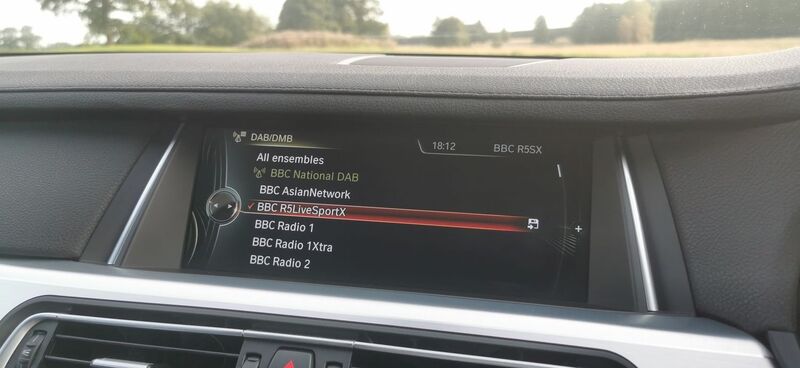 DAB/DMB
18:12
BBC R5SX
All ensembles
BBC National DAB
BBC AsianNetwork
BBC R5LiveSportX
BBC Radio 1
BBC Radio 1Xtra
BBC Radio 2